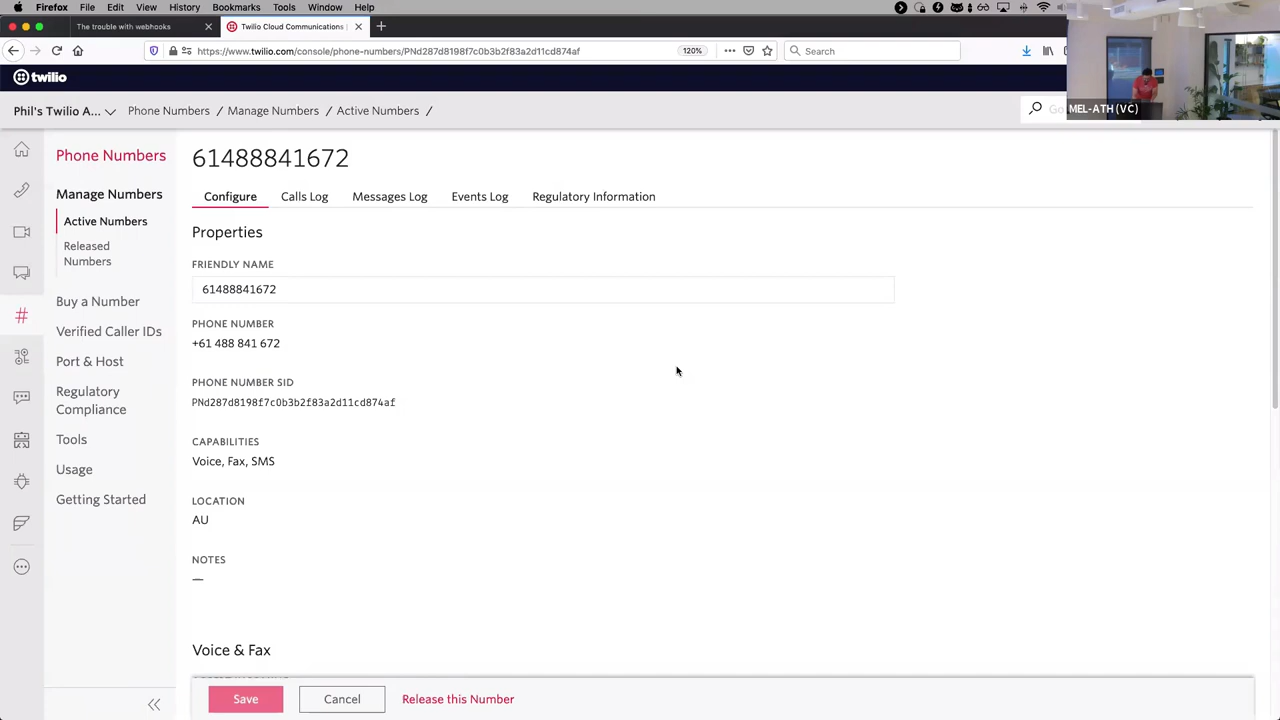 Firefox File Edit View History Bookmarks Tools Window Help
The trouble with webhooks
Twilio Cloud Communications |
https://www.twilio.com/console/phone-numbers/PNd287d8198f7c0b3b2f83a2d11cd874af
120%
Search
twilio
Phil's Twilio A...
Phone Numbers / Manage Numbers / Active Numbers /
Go
MEL-ATH (VC)
Phone Numbers
Manage Numbers
Active Numbers
Released
Numbers
Buy a Number
Verified Caller IDs
Port & Host
Regulatory
Compliance
Tools
Usage
Getting Started
61488841672
Configure Calls Log Messages Log Events Log Regulatory Information
Properties
FRIENDLY NAME
61488841672
PHONE NUMBER
+61 488 841 672
PHONE NUMBER SID
PNd287d8198f7c0b3b2f83a2d11cd874af
CAPABILITIES
Voice, Fax, SMS
LOCATION
AU
NOTES
—
Voice & Fax
Save Cancel Release this Number